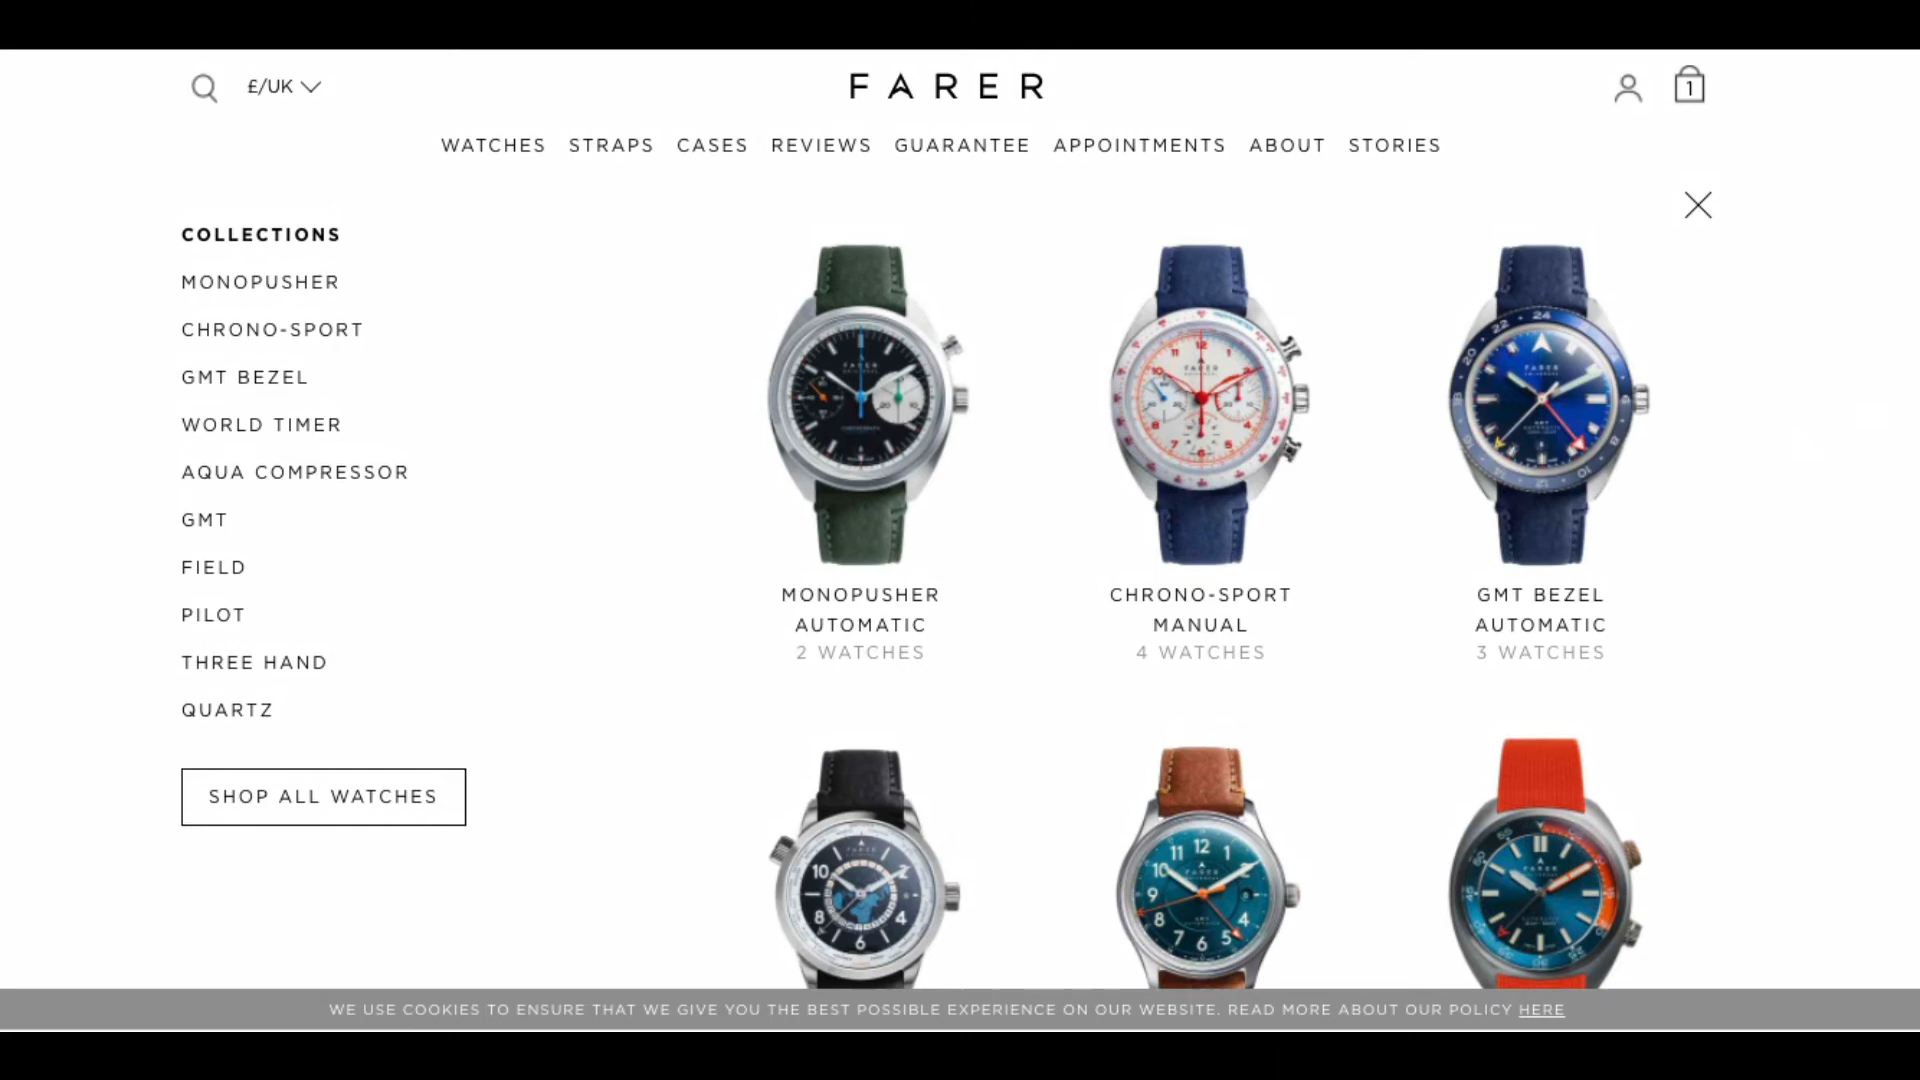 £/UK
FARER
1
WATCHES STRAPS CASES REVIEWS GUARANTEE APPOINTMENTS ABOUT STORIES
COLLECTIONS
MONOPUSHER
CHRONO-SPORT
GMT BEZEL
WORLD TIMER
AQUA COMPRESSOR
GMT
FIELD
PILOT
THREE HAND
QUARTZ
SHOP ALL WATCHES
MONOPUSHER
AUTOMATIC
2 WATCHES
CHRONO-SPORT
MANUAL
4 WATCHES
GMT BEZEL
AUTOMATIC
3 WATCHES
WE USE COOKIES TO ENSURE THAT WE GIVE YOU THE BEST POSSIBLE EXPERIENCE ON OUR WEBSITE. READ MORE ABOUT OUR POLICY HERE